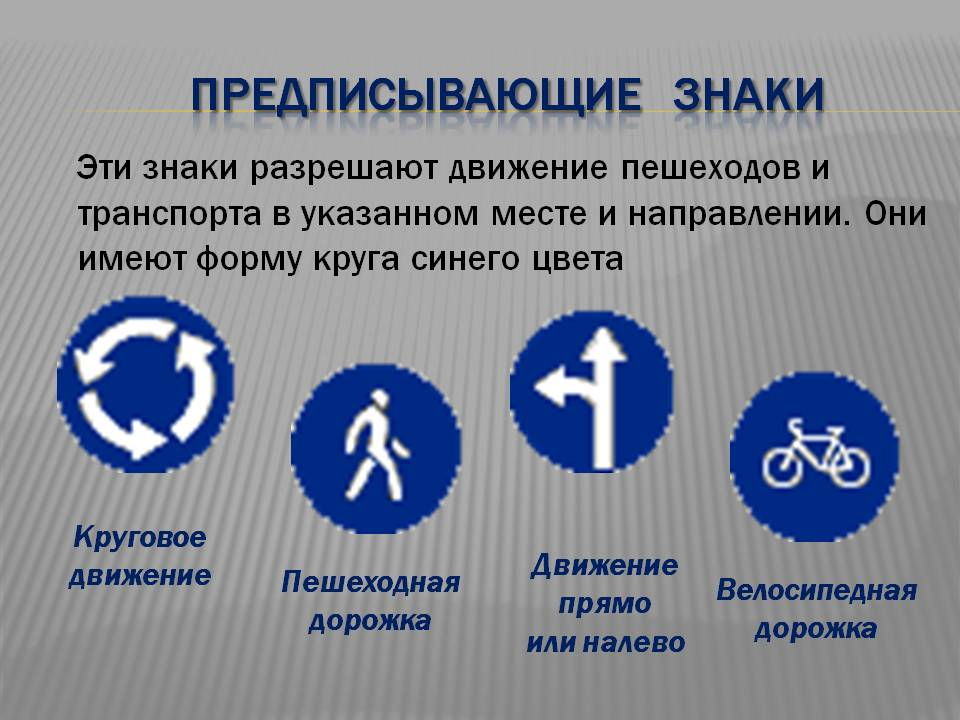 ПРЕДПИСЫВАЮЩИЕ ЗНАКИ
Эти знаки разрешают движение пешеходов и
транспорта в указанном месте и направлении. Они
имеют форму круга синего цвета
Круговое
движение
Пешеходная
дорожка
Движение
прямо
или налево
Велосипедная
дорожка